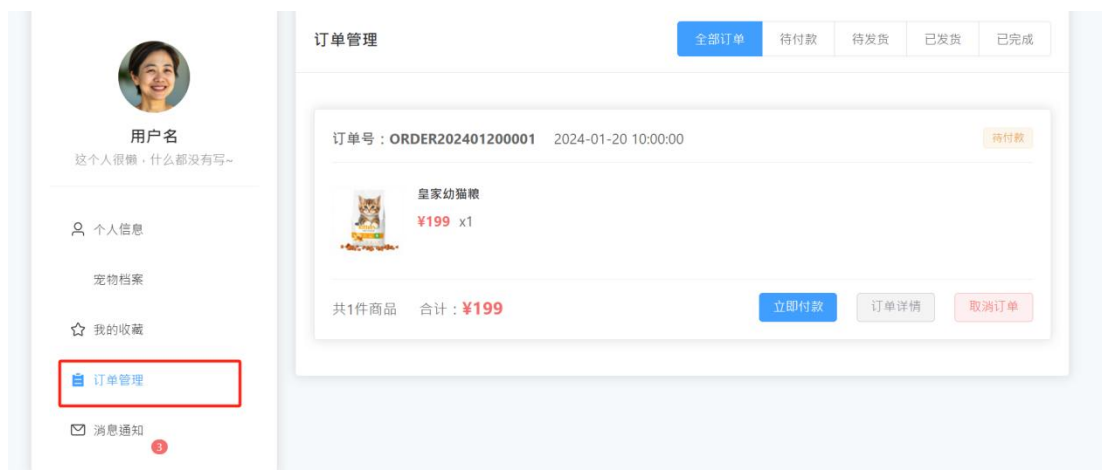 用户名
这个人很懒，什么都没有写~
个人信息
宠物档案
我的收藏
订单管理
消息通知
3
订单管理
全部订单 待付款 待发货 已发货 已完成
订单号：ORDER202401200001 2024-01-20 10:00:00 待付款
皇家幼猫粮
¥199 x1
共1件商品 合计：¥199 立即付款 订单详情 取消订单